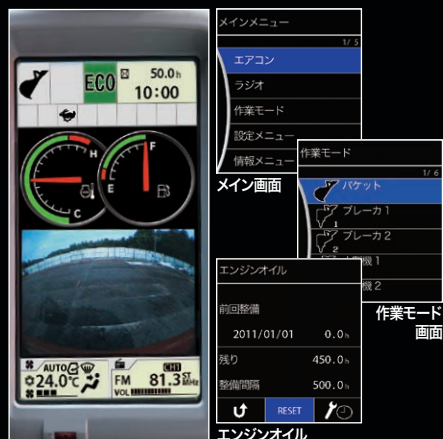 ECO
50.0h
10:00
H
C
F
E
AUTO
24.0℃
CH1
FM 81.3 ST MHz
VOL
メインメニュー
1/ 5
エアコン
ラジオ
作業モード
設定メニュー
情報メニュー
メイン画面
作業モード
1/ 6
バケット
ブレーカ 1
1
ブレーカ 2
2
機 1
機 2
作業モード
画面
エンジンオイル
前回整備
2011/01/01 0.0h
残り 450.0h
整備間隔 500.0h
RESET
エンジンオイル